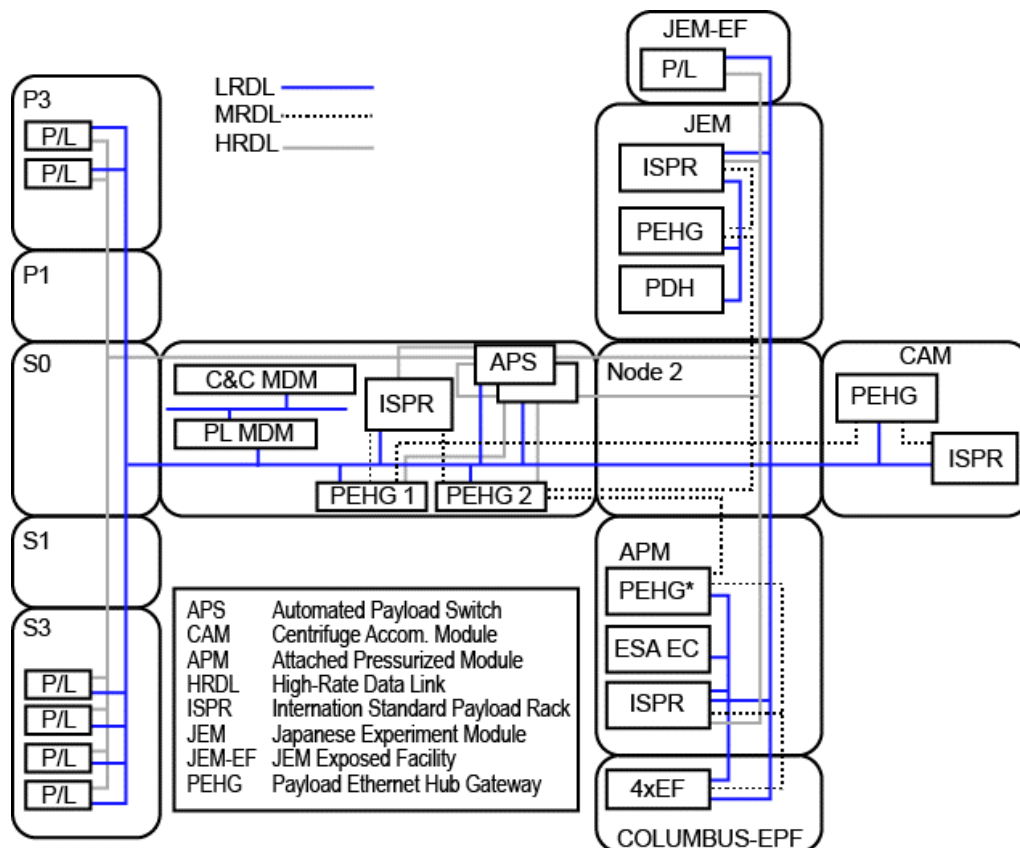 JEM-EF
P/L
LRDL
MRDL
HRDL
P3
P/L
P/L
JEM
ISPR
PEHG
PDH
P1
S0
C&C MDM
PL MDM
ISPR
APS
PEHG 1
PEHG 2
Node 2
CAM
PEHG
ISPR
S1
APM
PEHG*
ESA EC
ISPR
S3
P/L
P/L
P/L
P/L
APS Automated Payload Switch
CAM Centrifuge Accom. Module
APM Attached Pressurized Module
HRDL High-Rate Data Link
ISPR Internation Standard Payload Rack
JEM Japanese Experiment Module
JEM-EF JEM Exposed Facility
PEHG Payload Ethernet Hub Gateway
4xEF
COLUMBUS-EPF